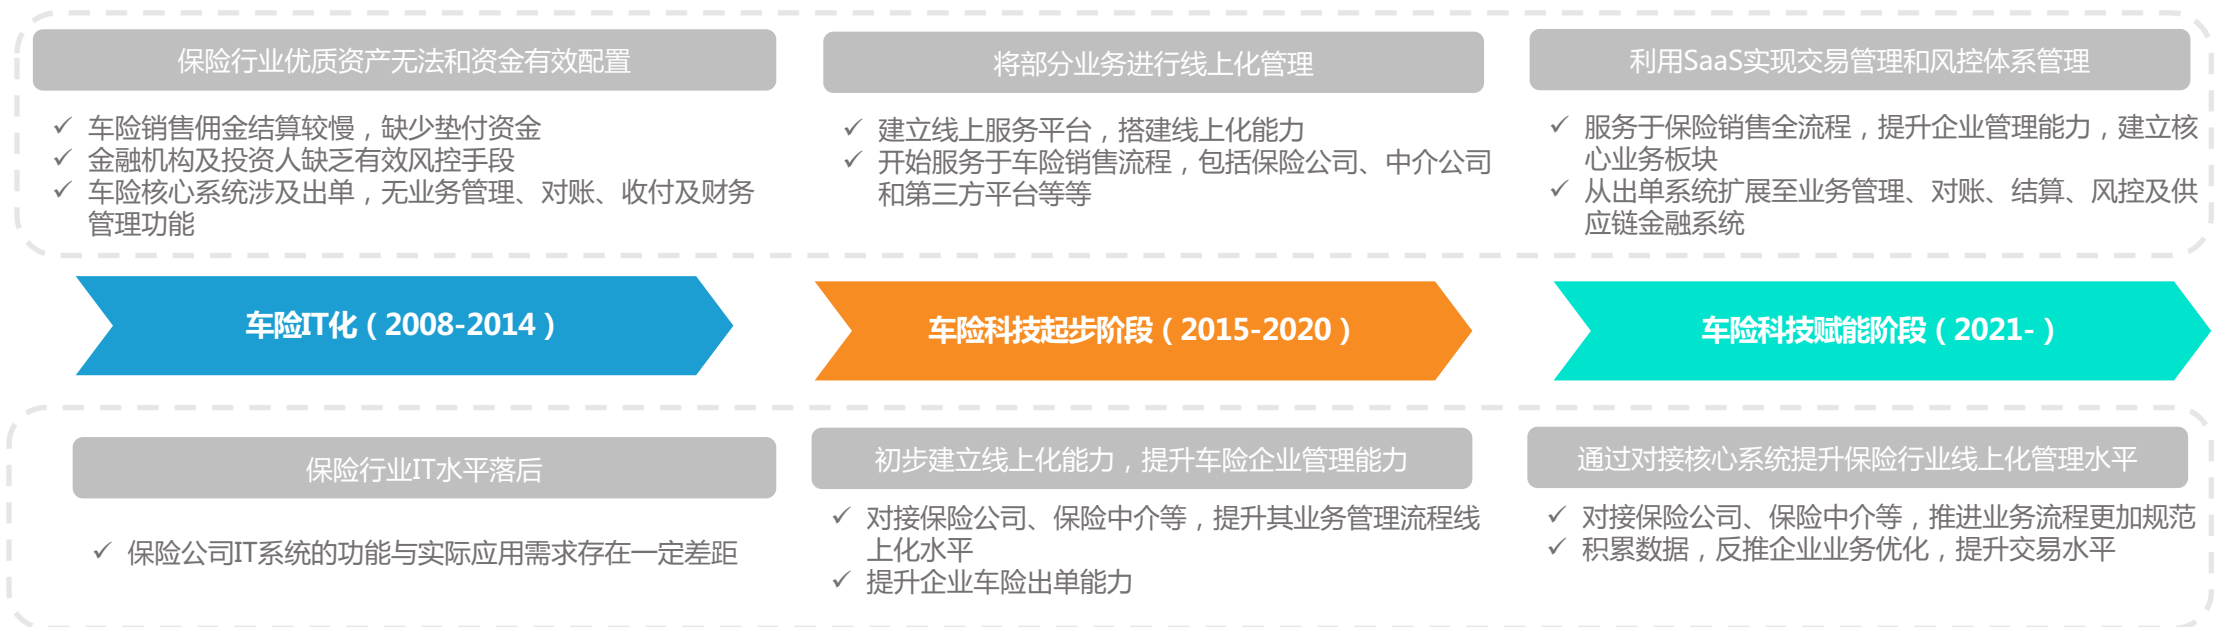 保险行业优质资产无法和资金有效配置
✓ 车险销售佣金结算较慢，缺少垫付资金
✓ 金融机构及投资人缺乏有效风控手段
✓ 车险核心系统涉及出单，无业务管理、对账、收付及财务
管理功能
将部分业务进行线上化管理
✓ 建立线上服务平台，搭建线上化能力
✓ 开始服务于车险销售流程，包括保险公司、中介公司
和第三方平台等等
利用SaaS实现交易管理和风控体系管理
✓ 服务于保险销售全流程，提升企业管理能力，建立核
心业务板块
✓ 从出单系统扩展至业务管理、对账、结算、风控及供
应链金融系统
车险IT化（2008-2014）
车险科技起步阶段（2015-2020）
车险科技赋能阶段（2021-）
保险行业IT水平落后
✓ 保险公司IT系统的功能与实际应用需求存在一定差距
初步建立线上化能力，提升车险企业管理能力
✓ 对接保险公司、保险中介等，提升其业务管理流程线
上化水平
✓ 提升企业车险出单能力
通过对接核心系统提升保险行业线上化管理水平
✓ 对接保险公司、保险中介等，推进业务流程更加规范
✓ 积累数据，反推企业业务优化，提升交易水平